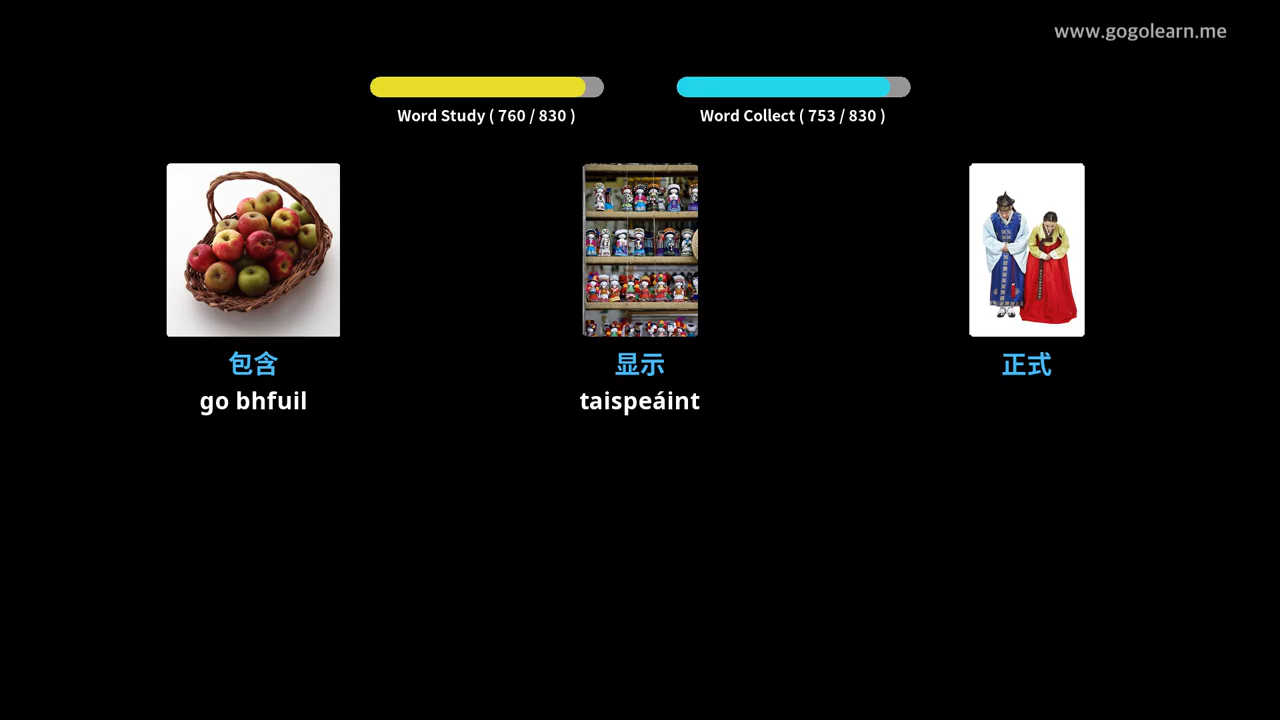 www.gogolearn.me
Word Study ( 760 / 830 )
Word Collect ( 753 / 830 )
包含
go bhfuil
显示
taispeáint
正式